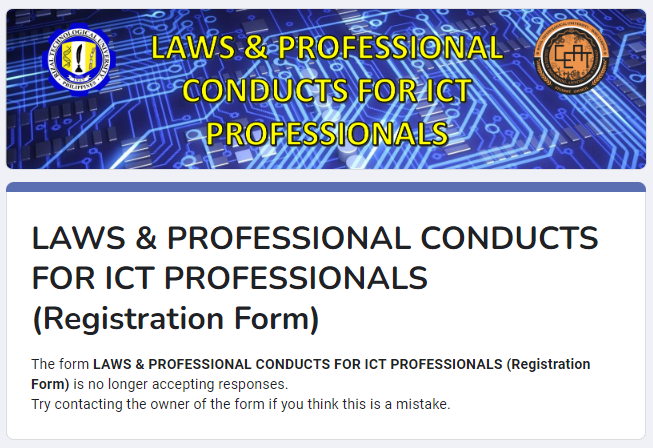 LAWS & PROFESSIONAL
CONDUCTS FOR ICT
PROFESSIONALS
RIZAL TECHNOLOGICAL UNIVERSITY
PHILIPPINES
LAWS & PROFESSIONAL CONDUCTS
FOR ICT PROFESSIONALS
(Registration Form)
The form LAWS & PROFESSIONAL CONDUCTS FOR ICT PROFESSIONALS (Registration
Form) is no longer accepting responses.
Try contacting the owner of the form if you think this is a mistake.